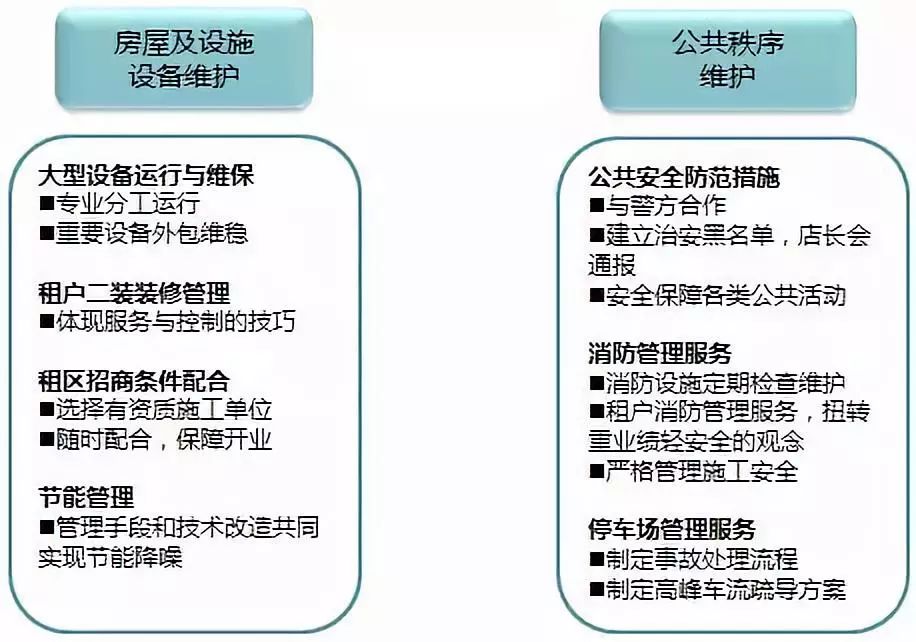 房屋及设施
设备维护
大型设备运行与维保
■专业分工运行
■重要设备外包维稳
租户二装装修管理
■体现服务与控制的技巧
租区招商条件配合
■选择有资质施工单位
■随时配合，保障开业
节能管理
■管理手段和技术改造共同
实现节能降噪
公共秩序
维护
公共安全防范措施
■与警方合作
■建立治安黑名单，店长会
通报
■安全保障各类公共活动
消防管理服务
■消防设施定期检查维护
■租户消防管理服务，扭转
重业绩轻安全的观念
■严格管理施工安全
停车场管理服务
■制定事故处理流程
■制定高峰车流疏导方案